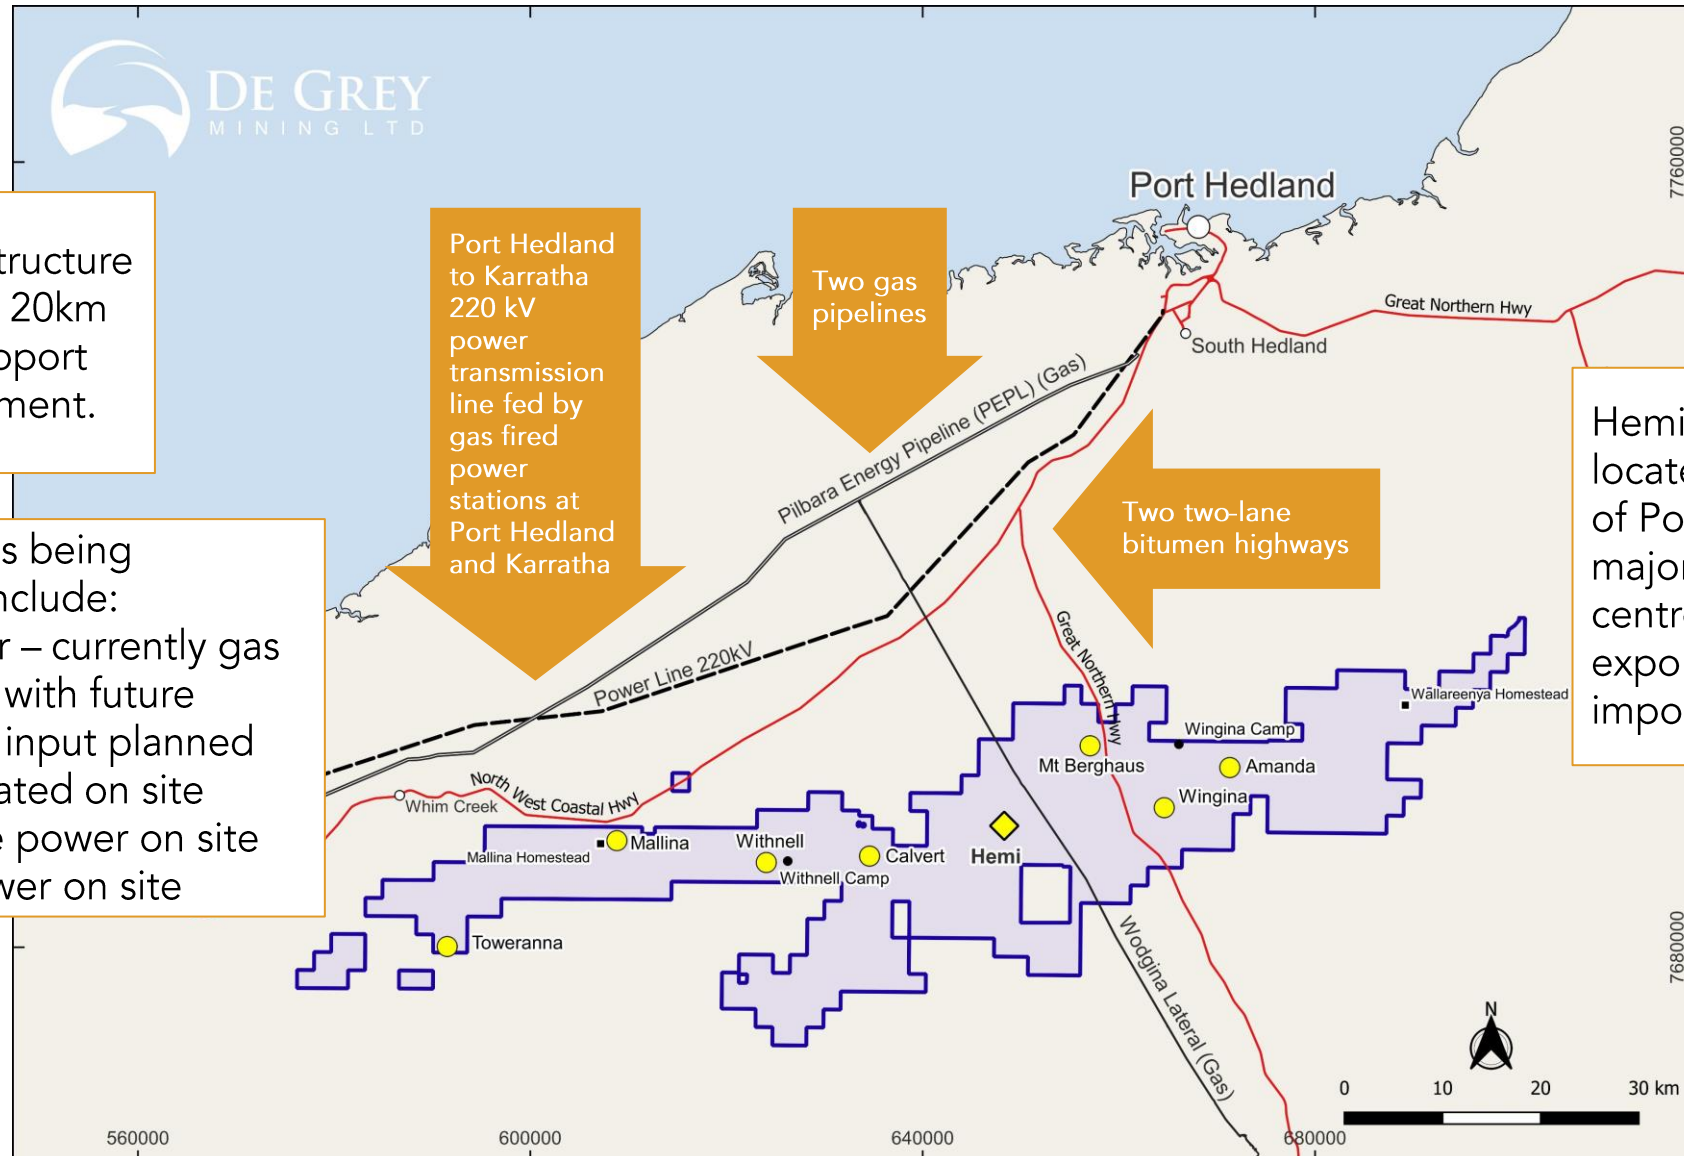 DE GREY
MINING LTD
7760000
Port Hedland
tructure
20km
pport
ment.
Port Hedland
to Karratha
220 kV
power
transmission
line fed by
gas fired
power
stations at
Port Hedland
and Karratha
Two gas
pipelines
Great Northern Hwy
South Hedland
Pilbara Energy Pipeline (PEPL) (Gas)
Hemi
locate
of Po
major
centr
expo
impo
Two two-lane
bitumen highways
s being
nclude:
r – currently gas
with future
input planned
ated on site
e power on site
wer on site
Great Northern Hwy
Power Line 220kV
Wallareenya Homestead
Wingina Camp
Mt Berghaus
Amanda
Wingina
North West Coastal Hwy
Whim Creek
Mallina
Mallina Homestead
Withnell
Withnell Camp
Calvert
Hemi
Toweranna
Wodgina Lateral (Gas)
7680000
N
0 10 20 30 km
560000 600000 640000 680000